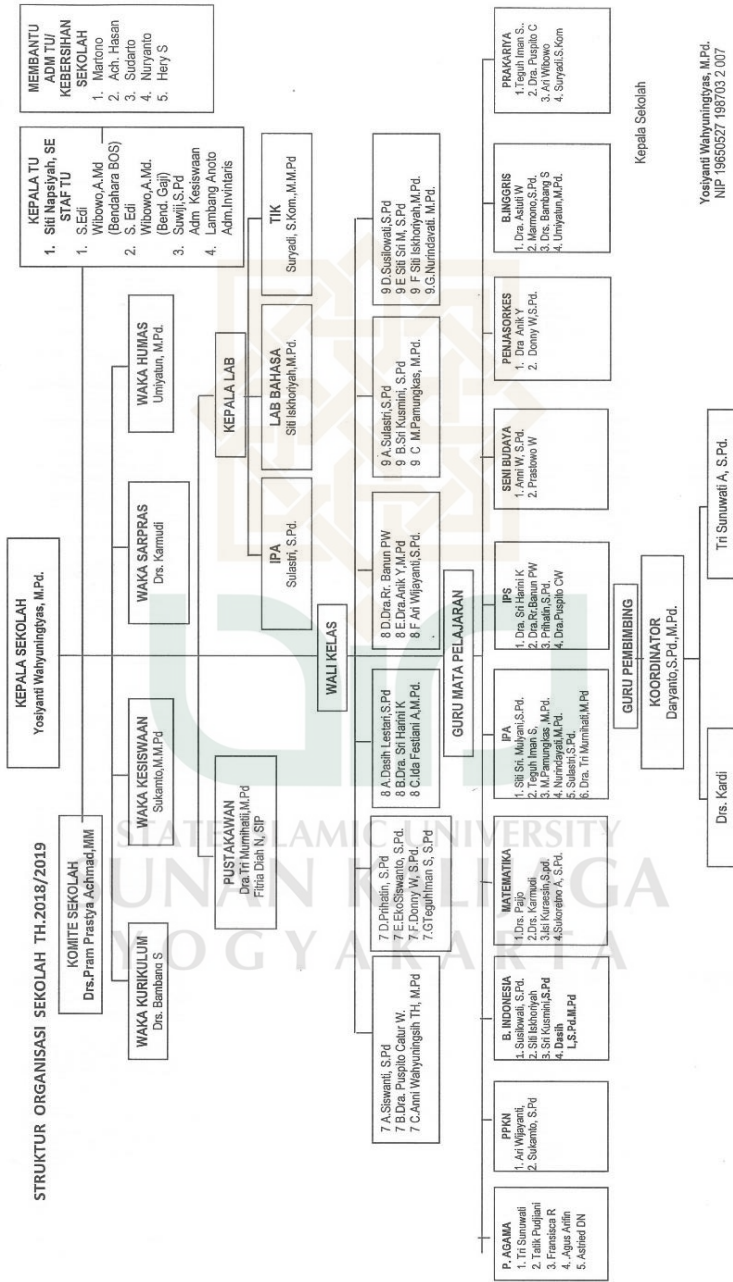 STRUKTUR ORGANISASI SEKOLAH TH.2018/2019
KEPALA SEKOLAH
Yosiyanti Wahyuningtyas, M.Pd.
KOMITE SEKOLAH
Drs.Pram Prastya Achmad,MM
KEPALA TU
1. Siti Napsiyah, SE
STAF TU
1. S.Edi
Wibowo,A.Md
(Bendahara BOS)
2. S. Edi
Wibowo,A.Md.
(Bend. Gaji)
3. Suwiji,S.Pd
Adm Kesiswaan
4. Lambang Anoto
Adm.Invintaris
MEMBANTU
ADM TU/
KEBERSIHAN
SEKOLAH
1. Martono
2. Ach. Hasan
3. Sudarto
4. Nuryanto
5. Hery S
WAKA KURIKULUM
Drs. Bambang S
WAKA KESISWAAN
Sukamto,M.M.Pd
WAKA SARPRAS
Drs. Karmudi
WAKA HUMAS
Umiyatun, M.Pd.
PUSTAKAWAN
Dra.Tri Murnihatii,M.Pd
Fitria Diah N, SIP
KEPALA LAB
IPA
Sulastri, S.Pd.
LAB BAHASA
Siti Iskhoriyah,M.Pd.
TIK
Suryadi, S.Kom.,M.M.Pd
WALI KELAS
7 A.Siswanti, S.Pd
7 B.Dra. Puspito Catur W.
7 C.Anni Wahyuningsih TH, M.Pd
7 D.Prihatin, S.Pd
7 E.EkoSiswanto, S.Pd.
7 F.Donny W, S.Pd.
7.GTeguhIman S, S.Pd
8 A.Dasih Lestari,S.Pd
8 B.Dra. Sri Harini K
8 C.Ida Festiani A,M.Pd.
8 D.Dra.Rr. Banun PW
8 E.Dra.Anik Y,M.Pd
8 F Ari Wijayanti,S.Pd.
9 A.Sulastri,S.Pd
9 B.Sri Kusmini, S.Pd
9 C M.Pamungkas, M.Pd.
9 D.Susilowati,S.Pd
9 E Siti Sri M, S.Pd
9 F Siti Iskhoriyah,M.Pd.
9.G.Nurindavati. M.Pd.
GURU MATA PELAJARAN
P. AGAMA
1. Tri Sunuwati
2. Tatik Pudjiani
3. Fransisca R
4. .Agus Arifin
5. Astried DN
PPKN
1. Ari Wijayanti,
2. Sukamto, S.Pd
B. INDONESIA
1. Susilowati, S.Pd.
2. Siti Iskhoriyah
3. Sri Kusmini,S.Pd
4. Dasih
L,S.Pd.M.Pd
MATEMATIKA
1.Drs. Paijo
2.Drs. Karmudi
3.Isi Kuraesin,S.pd.
4.Sukoretno A, S.Pd.
IPA
1. Siti Sri. Mulyani,S.Pd.
2. Teguh Iman S,
3. M.Pamungkas ,M.Pd.
4. Nurindayati,M.Pd.
5. Sulastri,S.Pd.
6. Dra. Tri Murnihati,M.Pd
IPS
1. Dra. Sri Harini K
2. Dra.Rr.Banun PW
3. Prihatin,S.Pd.
4. Dra.Puspito CW
SENI BUDAYA
1. Anni W, S.Pd.
2. Prastowo W
PENJASORKES
1. Dra Anik Y
2. Donny W,S.Pd.
B.INGGRIS
1. Dra. Astuti W
2. Marmono,S.Pd.
3. Drs. Bambang S
4. Umiyatun,M.Pd.
PRAKARIYA
1.Teguh Iman S..
2. Dra. Puspito C
3. Ari Wibowo
4. Suryadi,S.Kom
GURU PEMBIMBING
KOORDINATOR
Daryanto,S.Pd.,M.Pd.
Drs. Kardi
Tri Sunuwati A, S.Pd.
Kepala Sekolah
Yosiyanti Wahyuningtyas, M.Pd.
NIP 19650527 198703 2 007
STATE ISLAMIC UNIVERSITY
SUNAN KALIJAGA
YOGYAKARTA